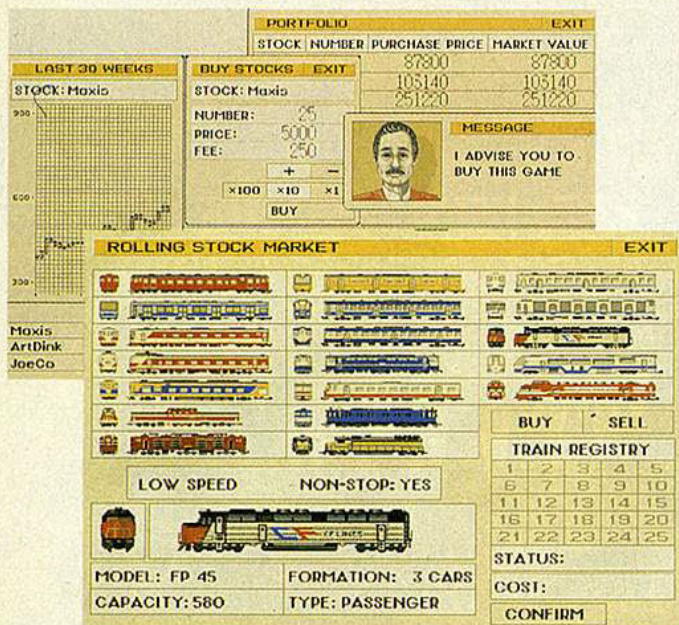 PORTFOLIO EXIT
STOCK NUMBER PURCHASE PRICE MARKET VALUE
87800 87800
105140 105140
251220 251220
LAST 30 WEEKS
STOCK: Maxis
900
600
300
Maxis
ArtDink
JoeCo
BUY STOCKS EXIT
STOCK: Maxis
NUMBER: 25
PRICE: 5000
FEE: 250
+ −
×100 ×10 ×1
BUY
MESSAGE
I ADVISE YOU TO
BUY THIS GAME
ROLLING STOCK MARKET EXIT
BUY SELL
TRAIN REGISTRY
1 2 3 4 5
6 7 8 9 10
11 12 13 14 15
16 17 18 19 20
21 22 23 24 25
STATUS:
COST:
CONFIRM
LOW SPEED NON-STOP: YES
MODEL: FP 45 FORMATION: 3 CARS
CAPACITY: 580 TYPE: PASSENGER